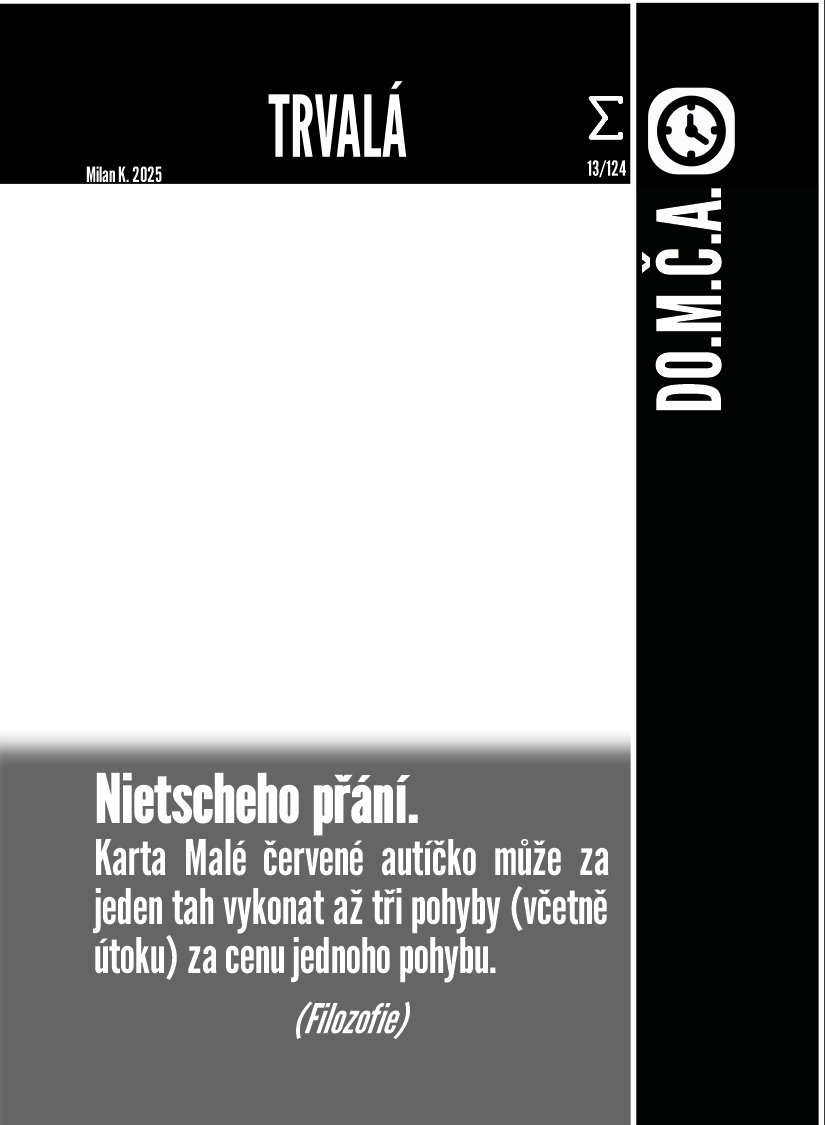 TRVALÁ
Σ
Milan K. 2025
13/124
DO.M.Č.A.
Nietscheho přání.
Karta Malé červené autíčko může za
jeden tah vykonat až tři pohyby (včetně
útoku) za cenu jednoho pohybu.
(Filozofie)